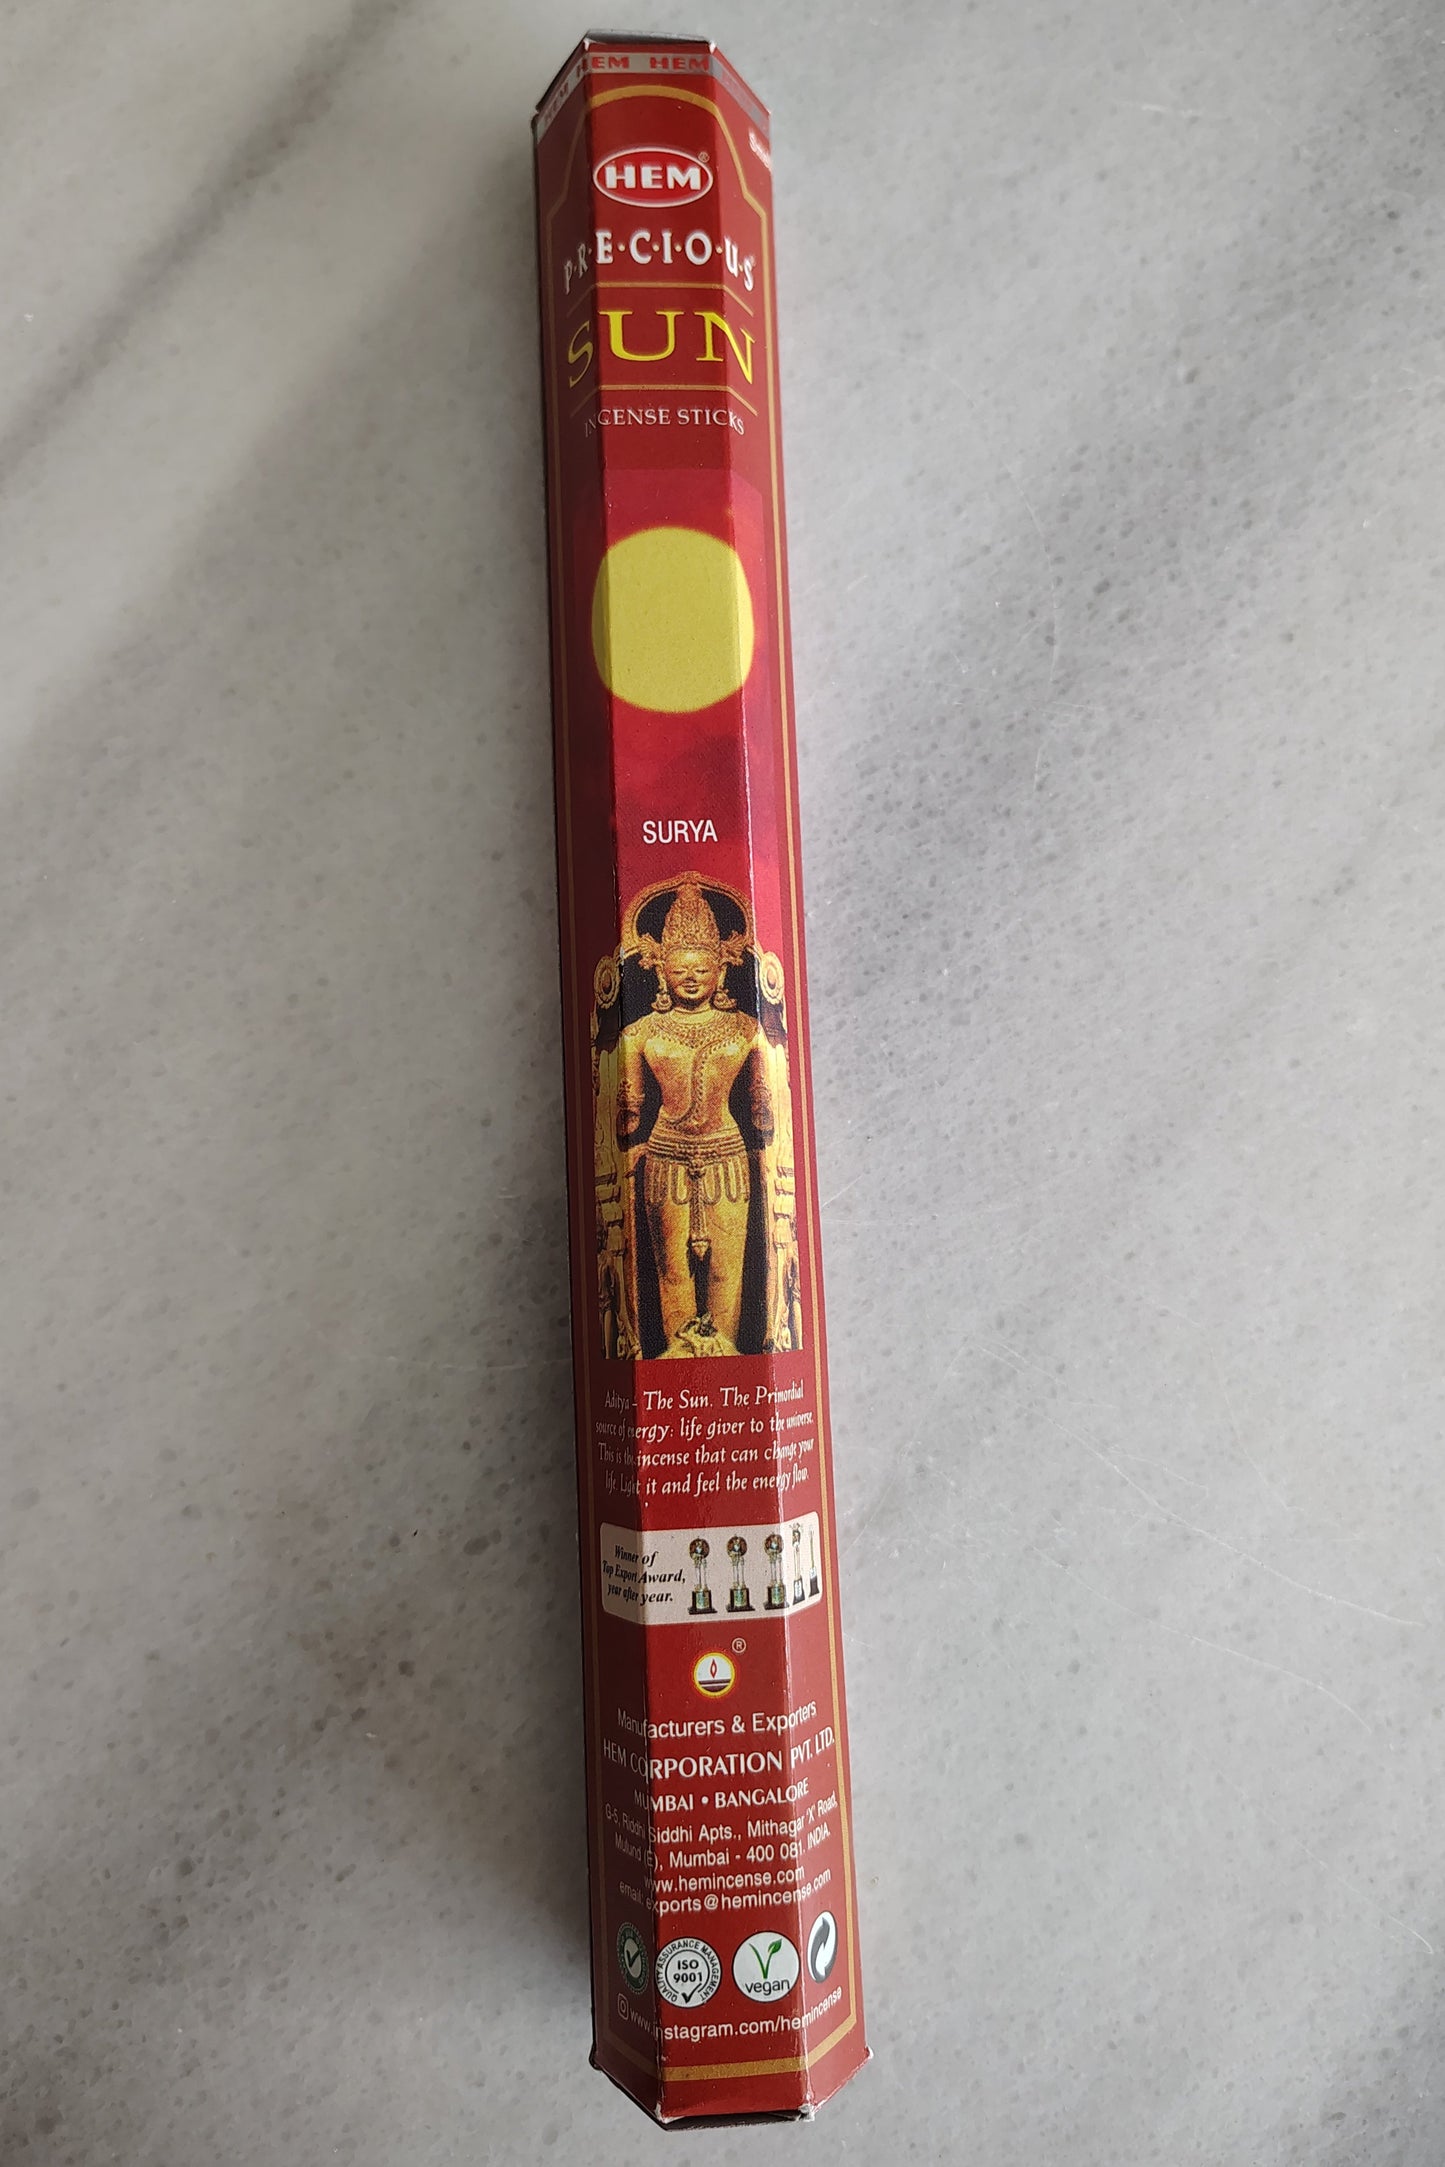 HEM HEM HEM
HEM®
P·R·E·C·I·O·U·S
SUN
INCENSE STICKS
SURYA
Aditya - The Sun. The Primordial
source of energy: life giver to the universe.
This is the incense that can change your
life. Light it and feel the energy flow.
Winner of
Top Export Award,
year after year.
®
Manufacturers & Exporters
HEM CORPORATION PVT. LTD.
MUMBAI • BANGALORE
G-5, Riddhi Siddhi Apts., Mithagar 'X' Road,
Mulund (E), Mumbai - 400 081. INDIA.
www.hemincense.com
email: exports@hemincense.com
QUALITY ASSURANCE MANAGEMENT
ISO
9001
vegan
www.instagram.com/hemincense